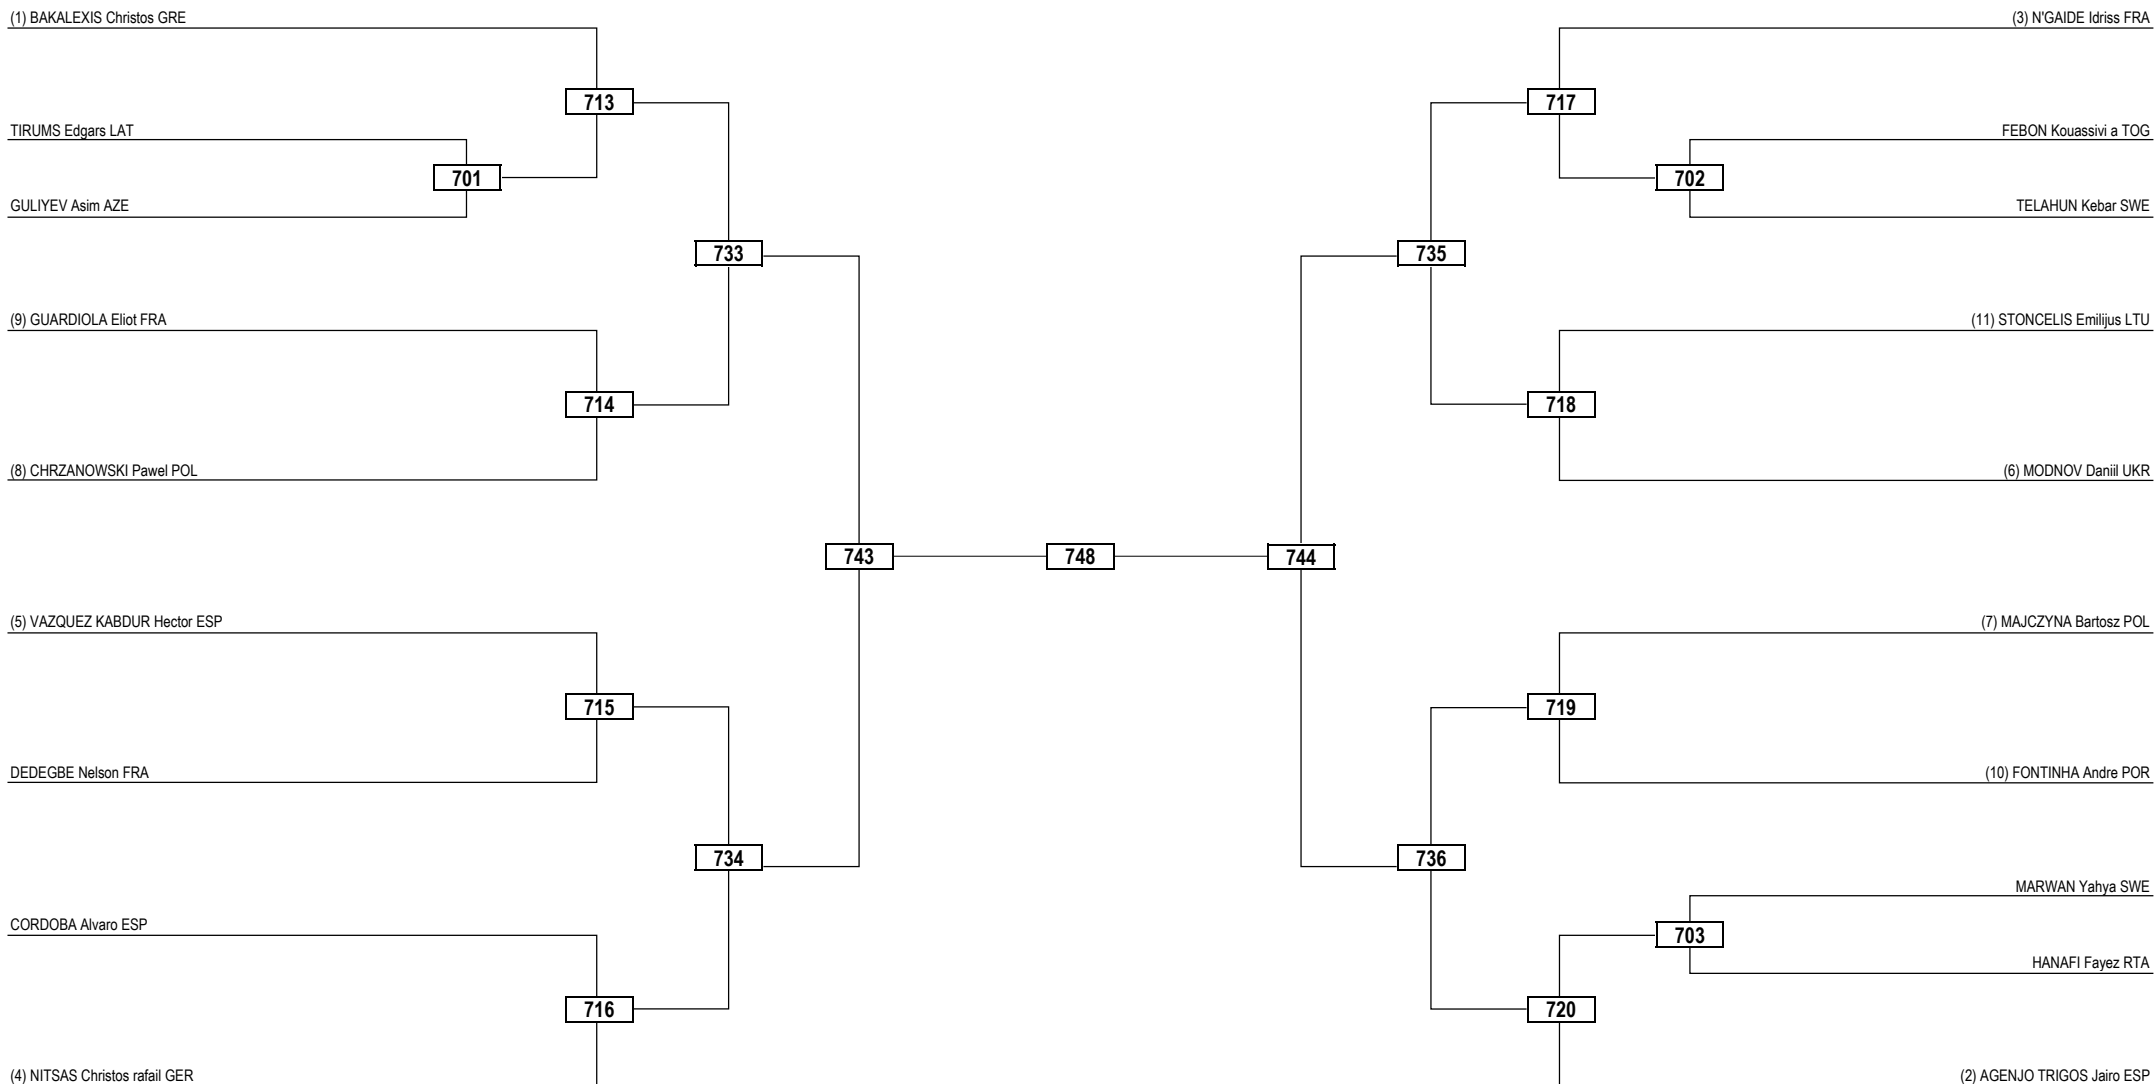 (1) BAKALEXIS Christos GRE
(3) N'GAIDE Idriss FRA
713
717
TIRUMS Edgars LAT
FEBON Kouassivi a TOG
701
702
GULIYEV Asim AZE
TELAHUN Kebar SWE
733
735
(9) GUARDIOLA Eliot FRA
(11) STONCELIS Emilijus LTU
714
718
(8) CHRZANOWSKI Pawel POL
(6) MODNOV Daniil UKR
743
748
744
(5) VAZQUEZ KABDUR Hector ESP
(7) MAJCZYNA Bartosz POL
715
719
DEDEGBE Nelson FRA
(10) FONTINHA Andre POR
734
736
MARWAN Yahya SWE
CORDOBA Alvaro ESP
703
HANAFI Fayez RTA
716
720
(4) NITSAS Christos rafail GER
(2) AGENJO TRIGOS Jairo ESP